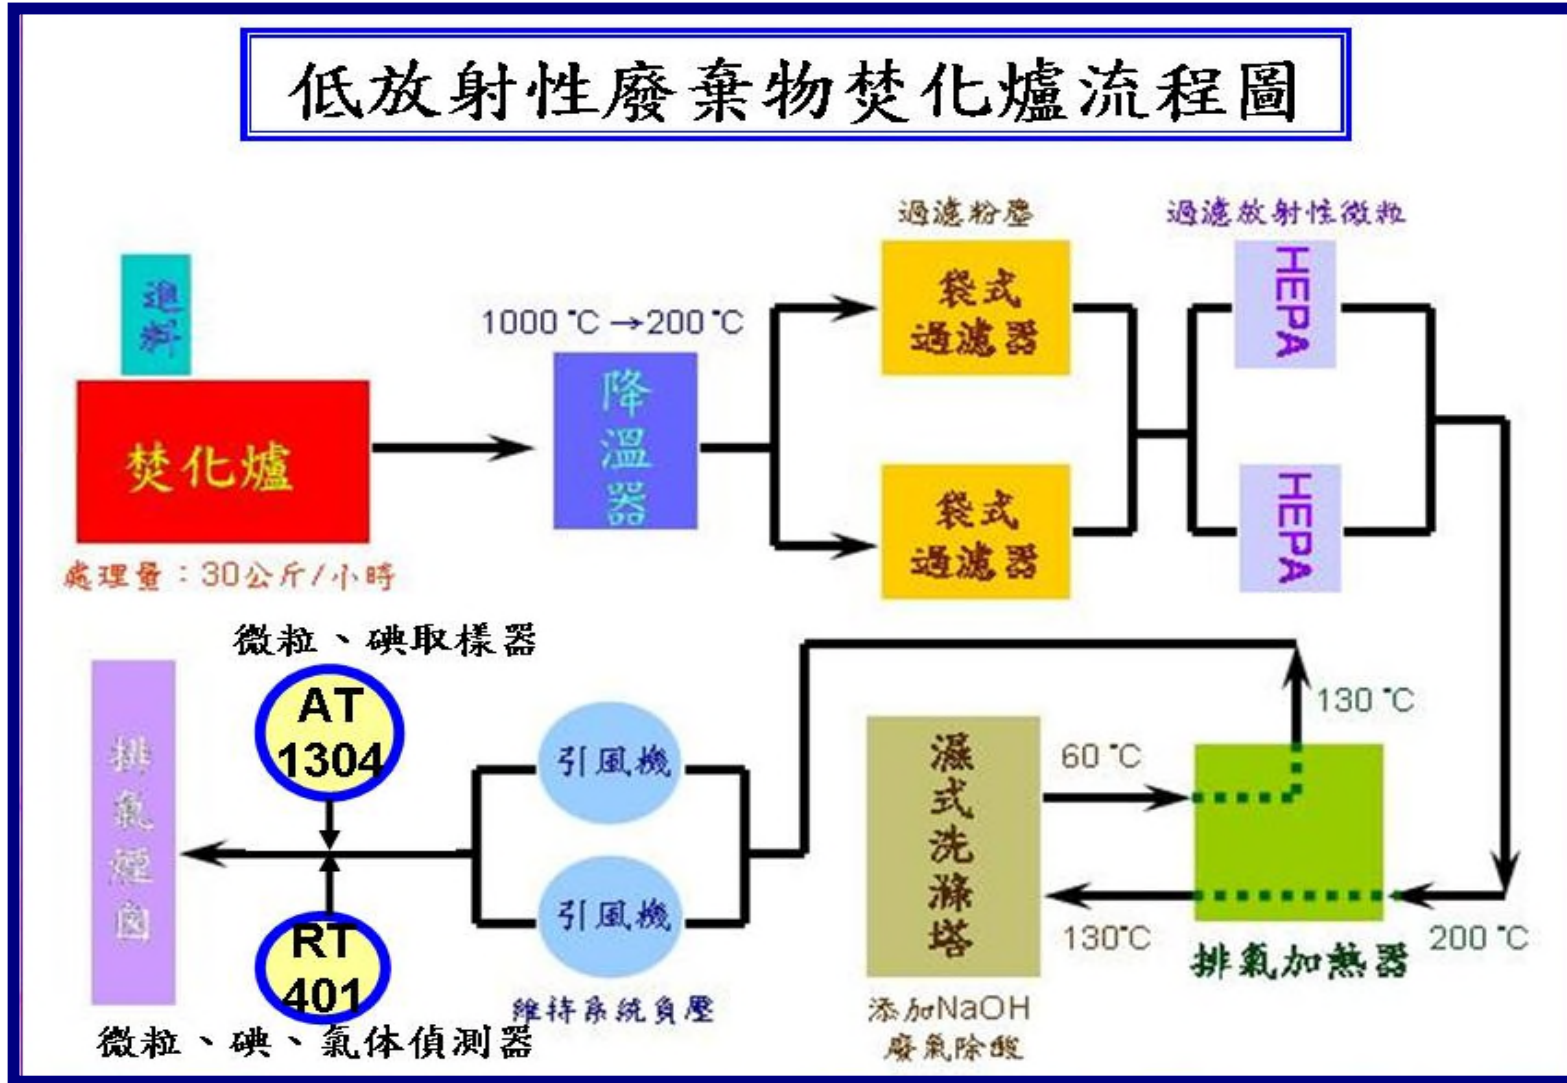 低放射性廢棄物焚化爐流程圖
過濾粉塵
過濾放射性微粒
進料
1000℃→200℃
袋式
過濾器
HEPA
焚化爐
降溫器
袋式
過濾器
HEPA
處理量：30公斤/小時
微粒、碘取樣器
AT
1304
排氣煙囪
引風機
濕式洗滌塔
130℃
60℃
引風機
RT
401
130℃
排氣加熱器
200℃
維持系統負壓
添加NaOH
廢氣除酸
微粒、碘、氣体偵測器